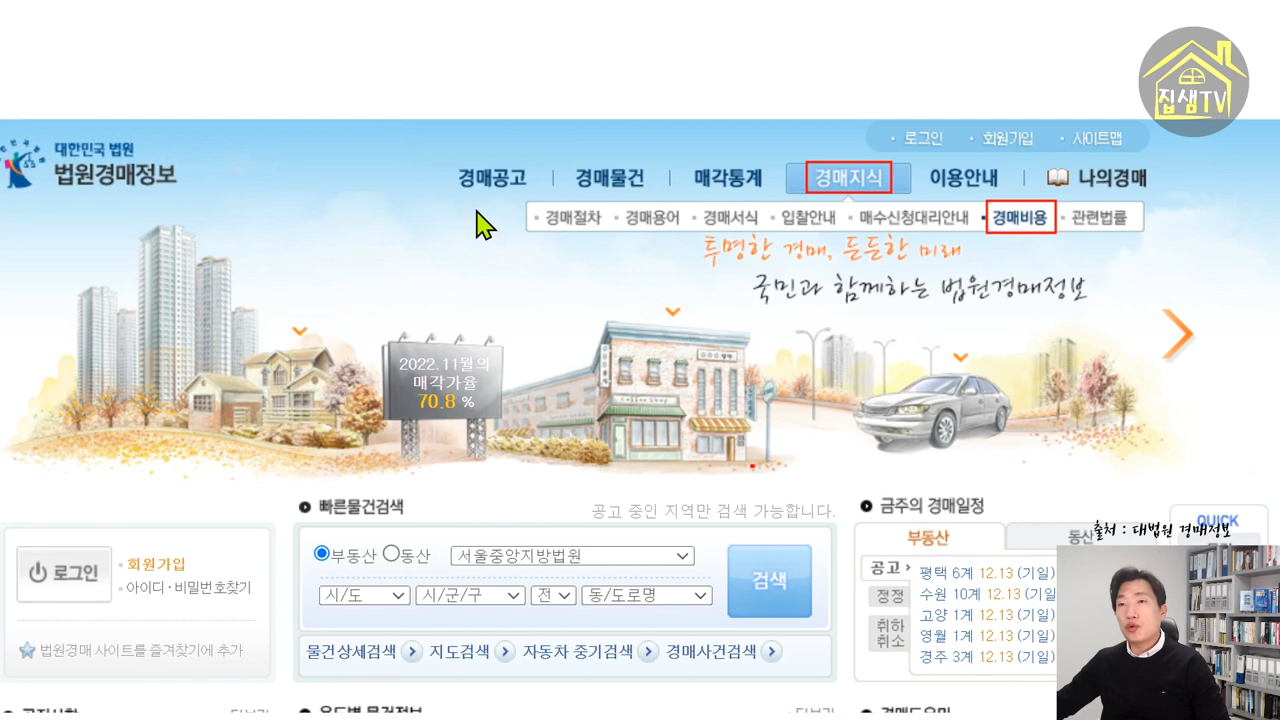 집샘TV
로그인 회원가입 사이트맵
대한민국 법원
법원경매정보
경매공고 경매물건 매각통계 경매지식 이용안내 나의경매
경매절차 경매용어 경매서식 입찰안내 매수신청대리안내 경매비용 관련법률
투명한 경매, 든든한 미래
국민과 함께하는 법원경매정보
2022.11월의
매각가율
70.8 %
coffee shop
빠른물건검색 공고 중인 지역만 검색 가능합니다.
부동산 동산 서울중앙지방법원
시/도 시/군/구 전 동/도로명
검색
물건상세검색 지도검색 자동차 중기검색 경매사건검색
로그인
회원가입
아이디·비밀번호찾기
법원경매 사이트를 즐겨찾기에 추가
금주의 경매일정
부동산 동산
공고
정정
취하
취소
평택 6계 12.13 (기일)
수원 10계 12.13 (기일
고양 1계 12.13 (기일)
영월 1계 12.13 (기일)
경주 3계 12.13 (기일)
QUICK
출처 : 대법원 경매정보